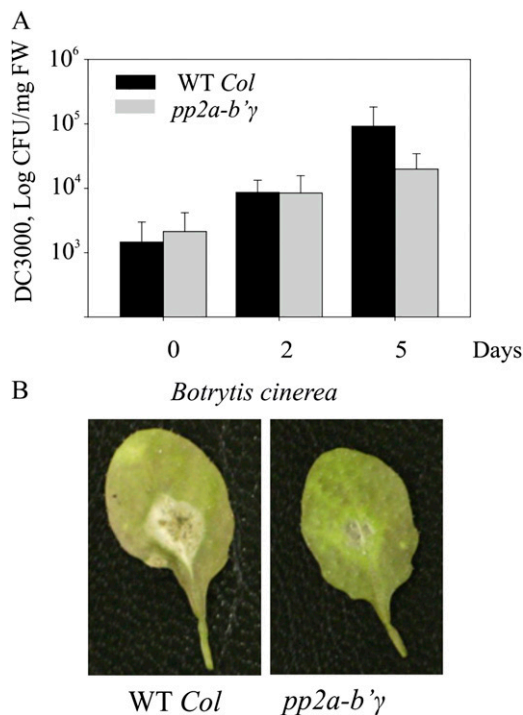 A
DC3000, Log CFU/mg FW
10⁶
10⁵
10⁴
10³
WT Col
pp2a-b’γ
0 2 5 Days
B
Botrytis cinerea
WT Col pp2a-b’γ